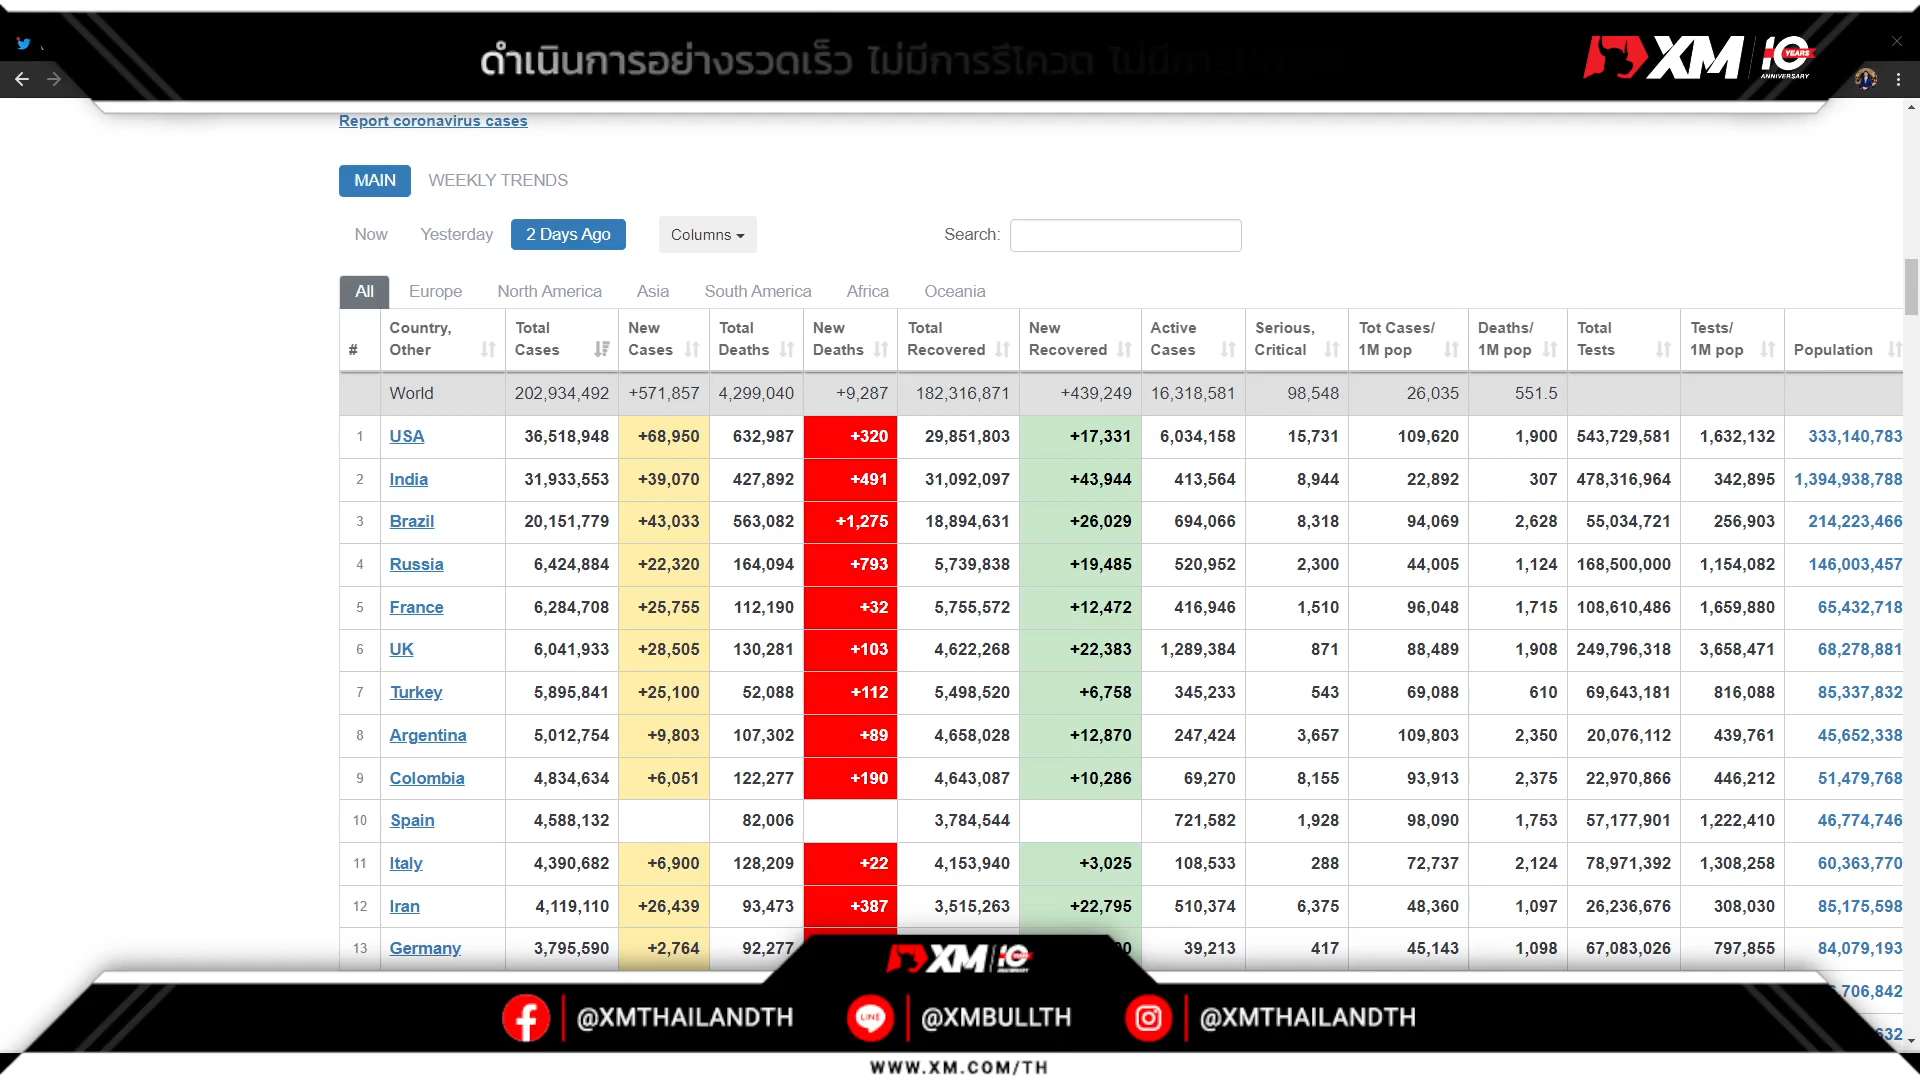 ดำเนินการอย่างรวดเร็ว ไม่มีการรีโควต ไม่มีการปฏิเสธ
XM 10 YEARS ANNIVERSARY
Report coronavirus cases
MAIN WEEKLY TRENDS
Now Yesterday 2 Days Ago Columns Search:
All Europe North America Asia South America Africa Oceania
# Country, Other Total Cases New Cases Total Deaths New Deaths Total Recovered New Recovered Active Cases Serious, Critical Tot Cases/ 1M pop Deaths/ 1M pop Total Tests Tests/ 1M pop Population
World 202,934,492 +571,857 4,299,040 +9,287 182,316,871 +439,249 16,318,581 98,548 26,035 551.5
1 USA 36,518,948 +68,950 632,987 +320 29,851,803 +17,331 6,034,158 15,731 109,620 1,900 543,729,581 1,632,132 333,140,783
2 India 31,933,553 +39,070 427,892 +491 31,092,097 +43,944 413,564 8,944 22,892 307 478,316,964 342,895 1,394,938,788
3 Brazil 20,151,779 +43,033 563,082 +1,275 18,894,631 +26,029 694,066 8,318 94,069 2,628 55,034,721 256,903 214,223,466
4 Russia 6,424,884 +22,320 164,094 +793 5,739,838 +19,485 520,952 2,300 44,005 1,124 168,500,000 1,154,082 146,003,457
5 France 6,284,708 +25,755 112,190 +32 5,755,572 +12,472 416,946 1,510 96,048 1,715 108,610,486 1,659,880 65,432,718
6 UK 6,041,933 +28,505 130,281 +103 4,622,268 +22,383 1,289,384 871 88,489 1,908 249,796,318 3,658,471 68,278,881
7 Turkey 5,895,841 +25,100 52,088 +112 5,498,520 +6,758 345,233 543 69,088 610 69,643,181 816,088 85,337,832
8 Argentina 5,012,754 +9,803 107,302 +89 4,658,028 +12,870 247,424 3,657 109,803 2,350 20,076,112 439,761 45,652,338
9 Colombia 4,834,634 +6,051 122,277 +190 4,643,087 +10,286 69,270 8,155 93,913 2,375 22,970,866 446,212 51,479,768
10 Spain 4,588,132 82,006 3,784,544 721,582 1,928 98,090 1,753 57,177,901 1,222,410 46,774,746
11 Italy 4,390,682 +6,900 128,209 +22 4,153,940 +3,025 108,533 288 72,737 2,124 78,971,392 1,308,258 60,363,770
12 Iran 4,119,110 +26,439 93,473 +387 3,515,263 +22,795 510,374 6,375 48,360 1,097 26,236,676 308,030 85,175,598
13 Germany 3,795,590 +2,764 92,277 39,213 417 45,143 1,098 67,083,026 797,855 84,079,193
XM 10
706,842
@XMTHAILANDTH LINE @XMBULLTH @XMTHAILANDTH
632
WWW.XM.COM/TH